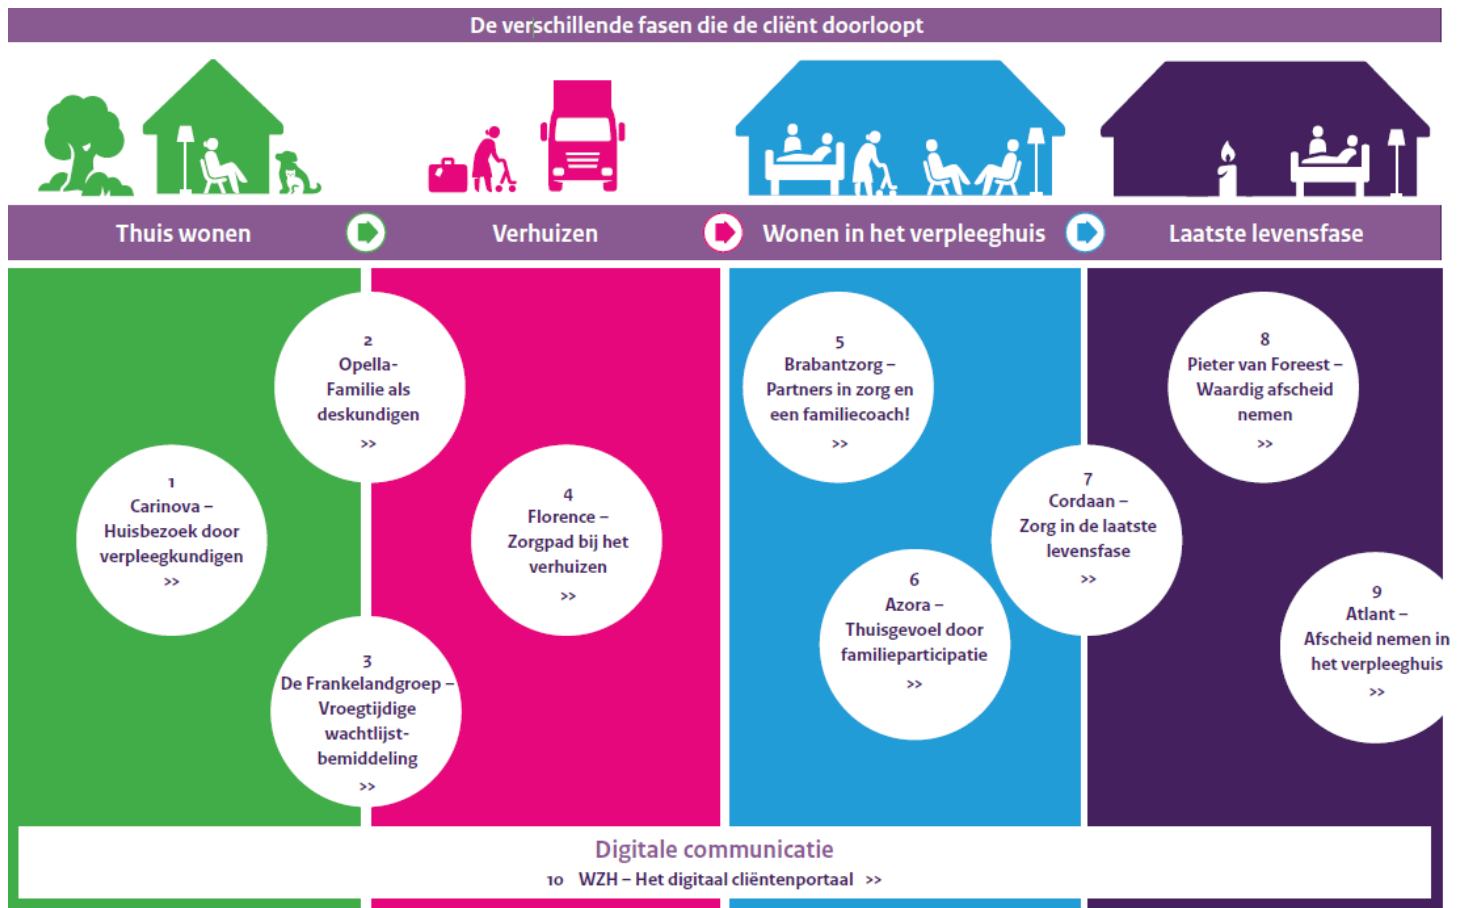 De verschillende fasen die de cliënt doorloopt
Thuis wonen
Verhuizen
Wonen in het verpleeghuis
Laatste levensfase
1
Carinova –
Huisbezoek door
verpleegkundigen
>>
2
Opella-
Familie als
deskundigen
>>
3
De Frankelandgroep –
Vroegtijdige
wachtlijst-
bemiddeling
>>
4
Florence –
Zorgpad bij het
verhuizen
>>
5
Brabantzorg –
Partners in zorg en
een familiecoach!
>>
6
Azora –
Thuisgevoel door
familieparticipatie
>>
7
Cordaan –
Zorg in de laatste
levensfase
>>
8
Pieter van Foreest –
Waardig afscheid
nemen
>>
9
Atlant –
Afscheid nemen in
het verpleeghuis
>>
Digitale communicatie
10 WZH – Het digitaal cliëntenportaal >>